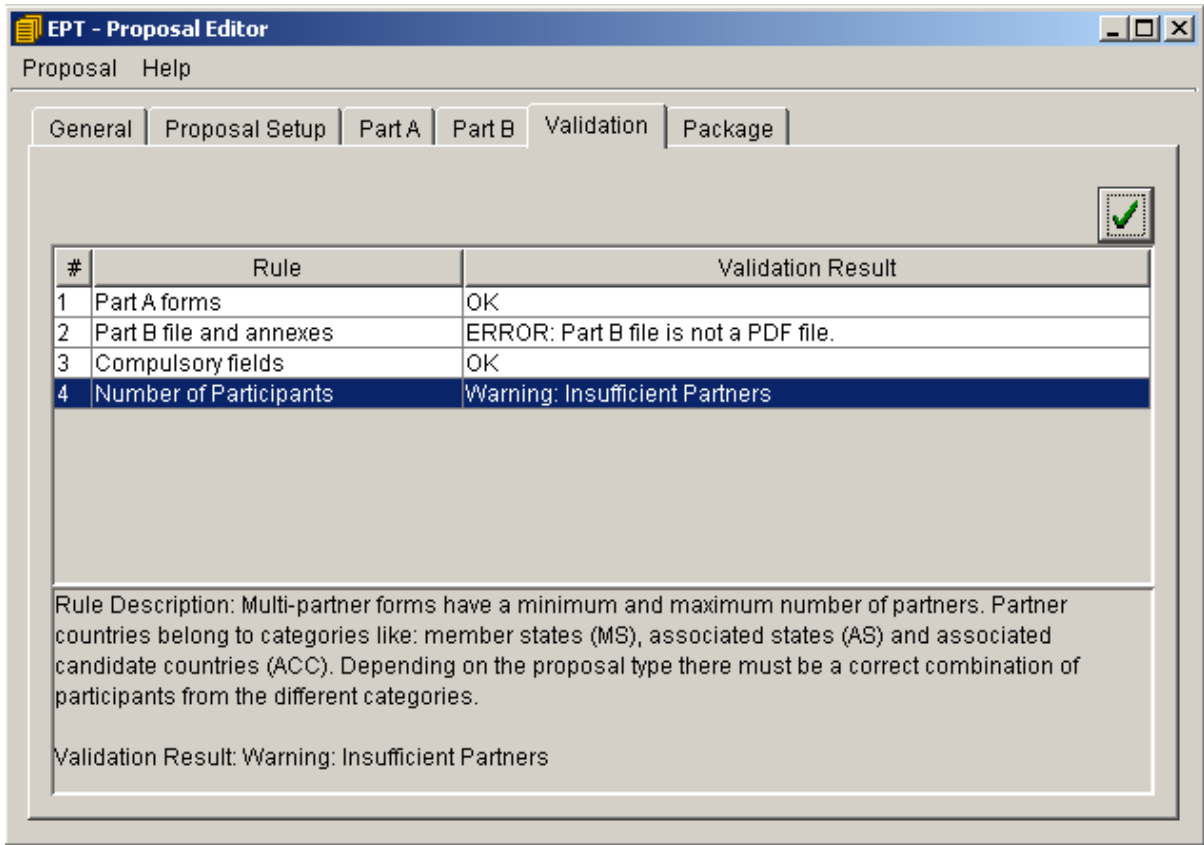 EPT - Proposal Editor
Proposal Help
General Proposal Setup Part A Part B Validation Package
# Rule Validation Result
1 Part A forms OK
2 Part B file and annexes ERROR: Part B file is not a PDF file.
3 Compulsory fields OK
4 Number of Participants Warning: Insufficient Partners
Rule Description: Multi-partner forms have a minimum and maximum number of partners. Partner
countries belong to categories like: member states (MS), associated states (AS) and associated
candidate countries (ACC). Depending on the proposal type there must be a correct combination of
participants from the different categories.
Validation Result: Warning: Insufficient Partners